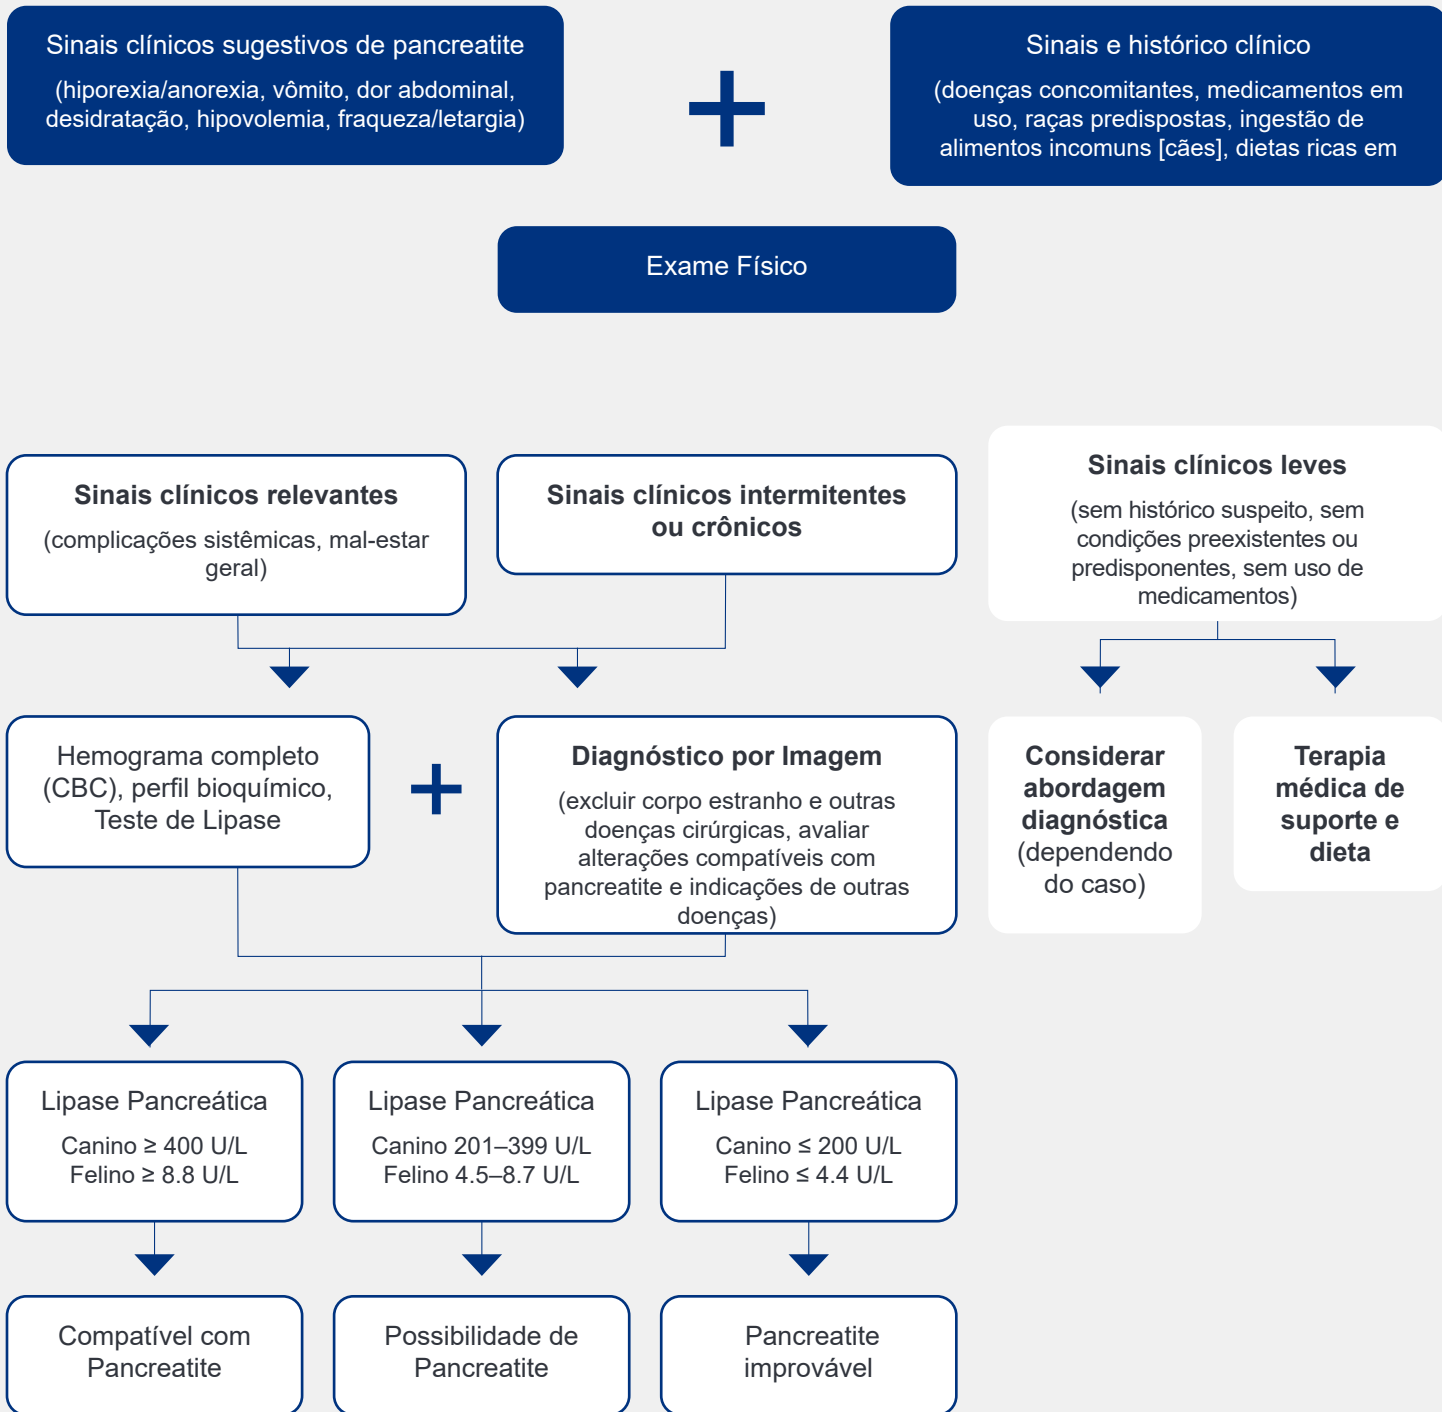 Sinais clínicos sugestivos de pancreatite
(hiporexia/anorexia, vômito, dor abdominal,
desidratação, hipovolemia, fraqueza/letargia)
+
Sinais e histórico clínico
(doenças concomitantes, medicamentos em
uso, raças predispostas, ingestão de
alimentos incomuns [cães], dietas ricas em
Exame Físico
Sinais clínicos relevantes
(complicações sistêmicas, mal-estar
geral)
Sinais clínicos intermitentes
ou crônicos
Sinais clínicos leves
(sem histórico suspeito, sem
condições preexistentes ou
predisponentes, sem uso de
medicamentos)
Hemograma completo
(CBC), perfil bioquímico,
Teste de Lipase
+
Diagnóstico por Imagem
(excluir corpo estranho e outras
doenças cirúrgicas, avaliar
alterações compatíveis com
pancreatite e indicações de outras
doenças)
Considerar
abordagem
diagnóstica
(dependendo
do caso)
Terapia
médica de
suporte e
dieta
Lipase Pancreática
Canino ≥ 400 U/L
Felino ≥ 8.8 U/L
Lipase Pancreática
Canino 201–399 U/L
Felino 4.5–8.7 U/L
Lipase Pancreática
Canino ≤ 200 U/L
Felino ≤ 4.4 U/L
Compatível com
Pancreatite
Possibilidade de
Pancreatite
Pancreatite
improvável